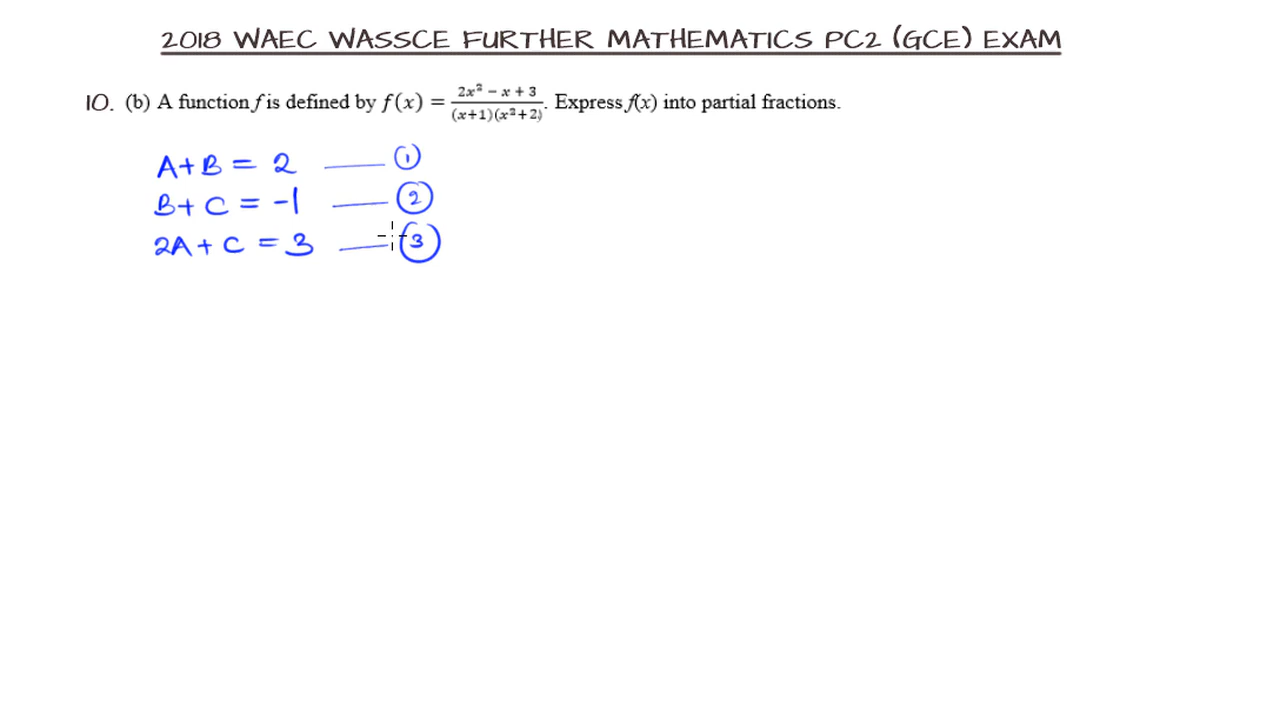 2018 WAEC WASSCE FURTHER MATHEMATICS PC2 (GCE) EXAM
10. (b) A function f is defined by f(x) = (2x² − x + 3)/((x+1)(x²+2)). Express f(x) into partial fractions.
A+B = 2 —— ①
B+C = -1 —— ②
2A+C = 3 —— ③